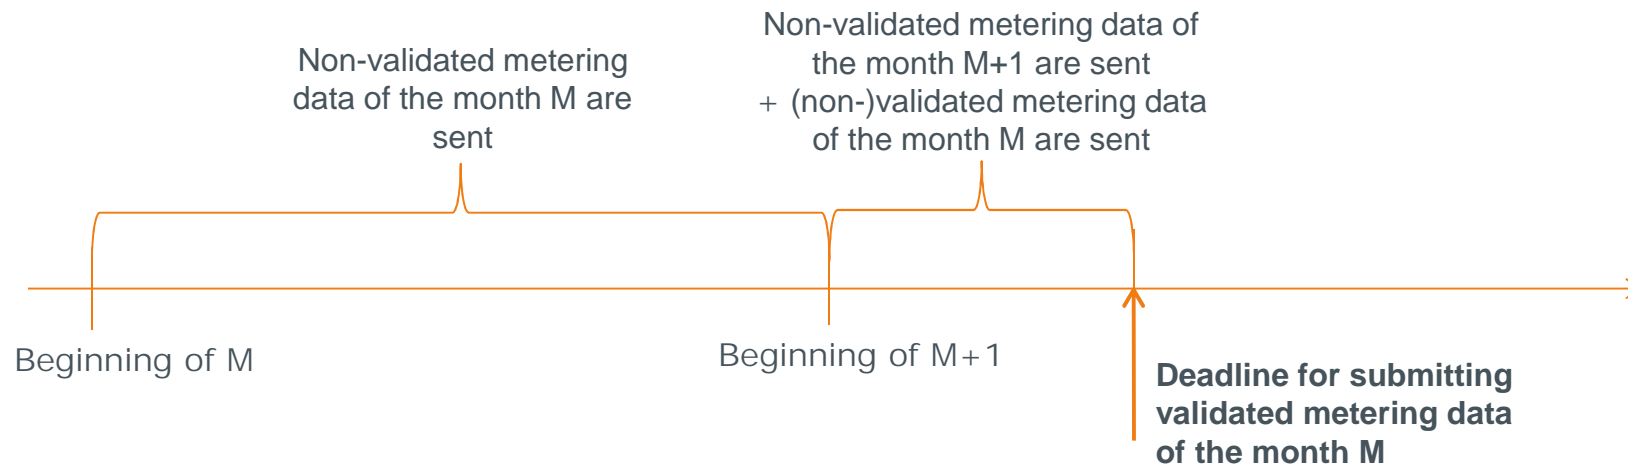 Non-validated metering
data of the month M are
sent
Non-validated metering data of
the month M+1 are sent
+ (non-)validated metering data
of the month M are sent
Beginning of M
Beginning of M+1
Deadline for submitting
validated metering data
of the month M